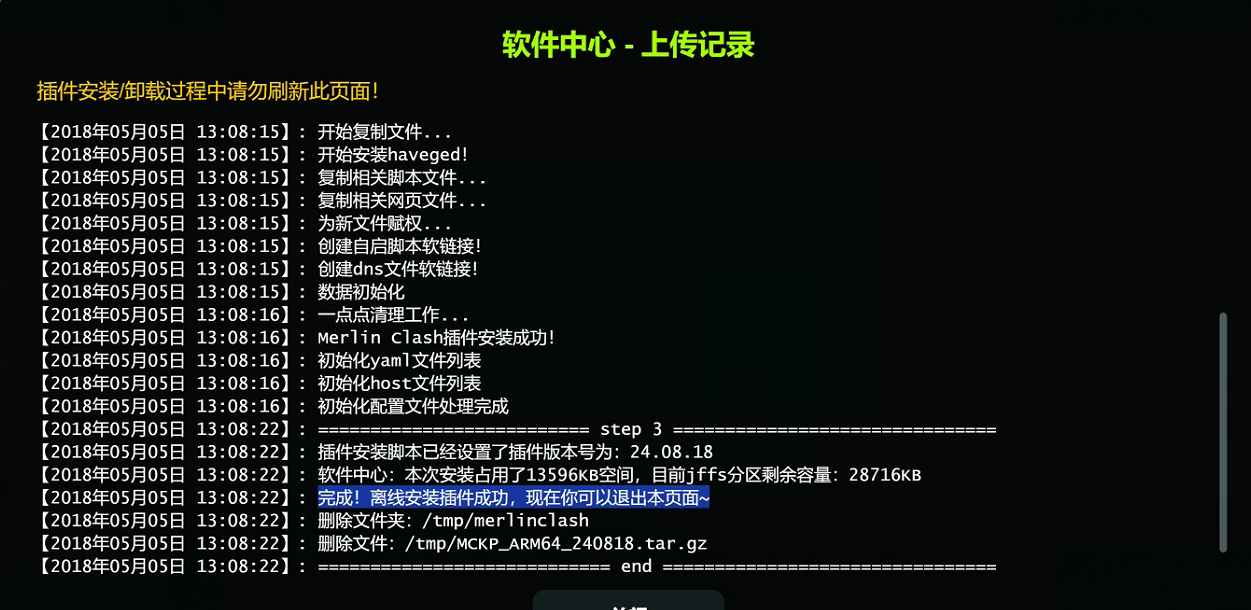 软件中心 - 上传记录
插件安装/卸载过程中请勿刷新此页面！
【2018年05月05日 13:08:15】: 开始复制文件...
【2018年05月05日 13:08:15】: 开始安装haveged！
【2018年05月05日 13:08:15】: 复制相关脚本文件...
【2018年05月05日 13:08:15】: 复制相关网页文件...
【2018年05月05日 13:08:15】: 为新文件赋权...
【2018年05月05日 13:08:15】: 创建自启脚本软链接！
【2018年05月05日 13:08:15】: 创建dns文件软链接！
【2018年05月05日 13:08:15】: 数据初始化
【2018年05月05日 13:08:16】: 一点点清理工作...
【2018年05月05日 13:08:16】: Merlin Clash插件安装成功！
【2018年05月05日 13:08:16】: 初始化yaml文件列表
【2018年05月05日 13:08:16】: 初始化host文件列表
【2018年05月05日 13:08:16】: 初始化配置文件处理完成
【2018年05月05日 13:08:22】: ========================== step 3 ===============================
【2018年05月05日 13:08:22】: 插件安装脚本已经设置了插件版本号为：24.08.18
【2018年05月05日 13:08:22】: 软件中心：本次安装占用了13596KB空间，目前jffs分区剩余容量：28716KB
【2018年05月05日 13:08:22】: 完成！离线安装插件成功，现在你可以退出本页面~
【2018年05月05日 13:08:22】: 删除文件夹：/tmp/merlinclash
【2018年05月05日 13:08:22】: 删除文件：/tmp/MCKP_ARM64_240818.tar.gz
【2018年05月05日 13:08:22】: ============================ end ================================